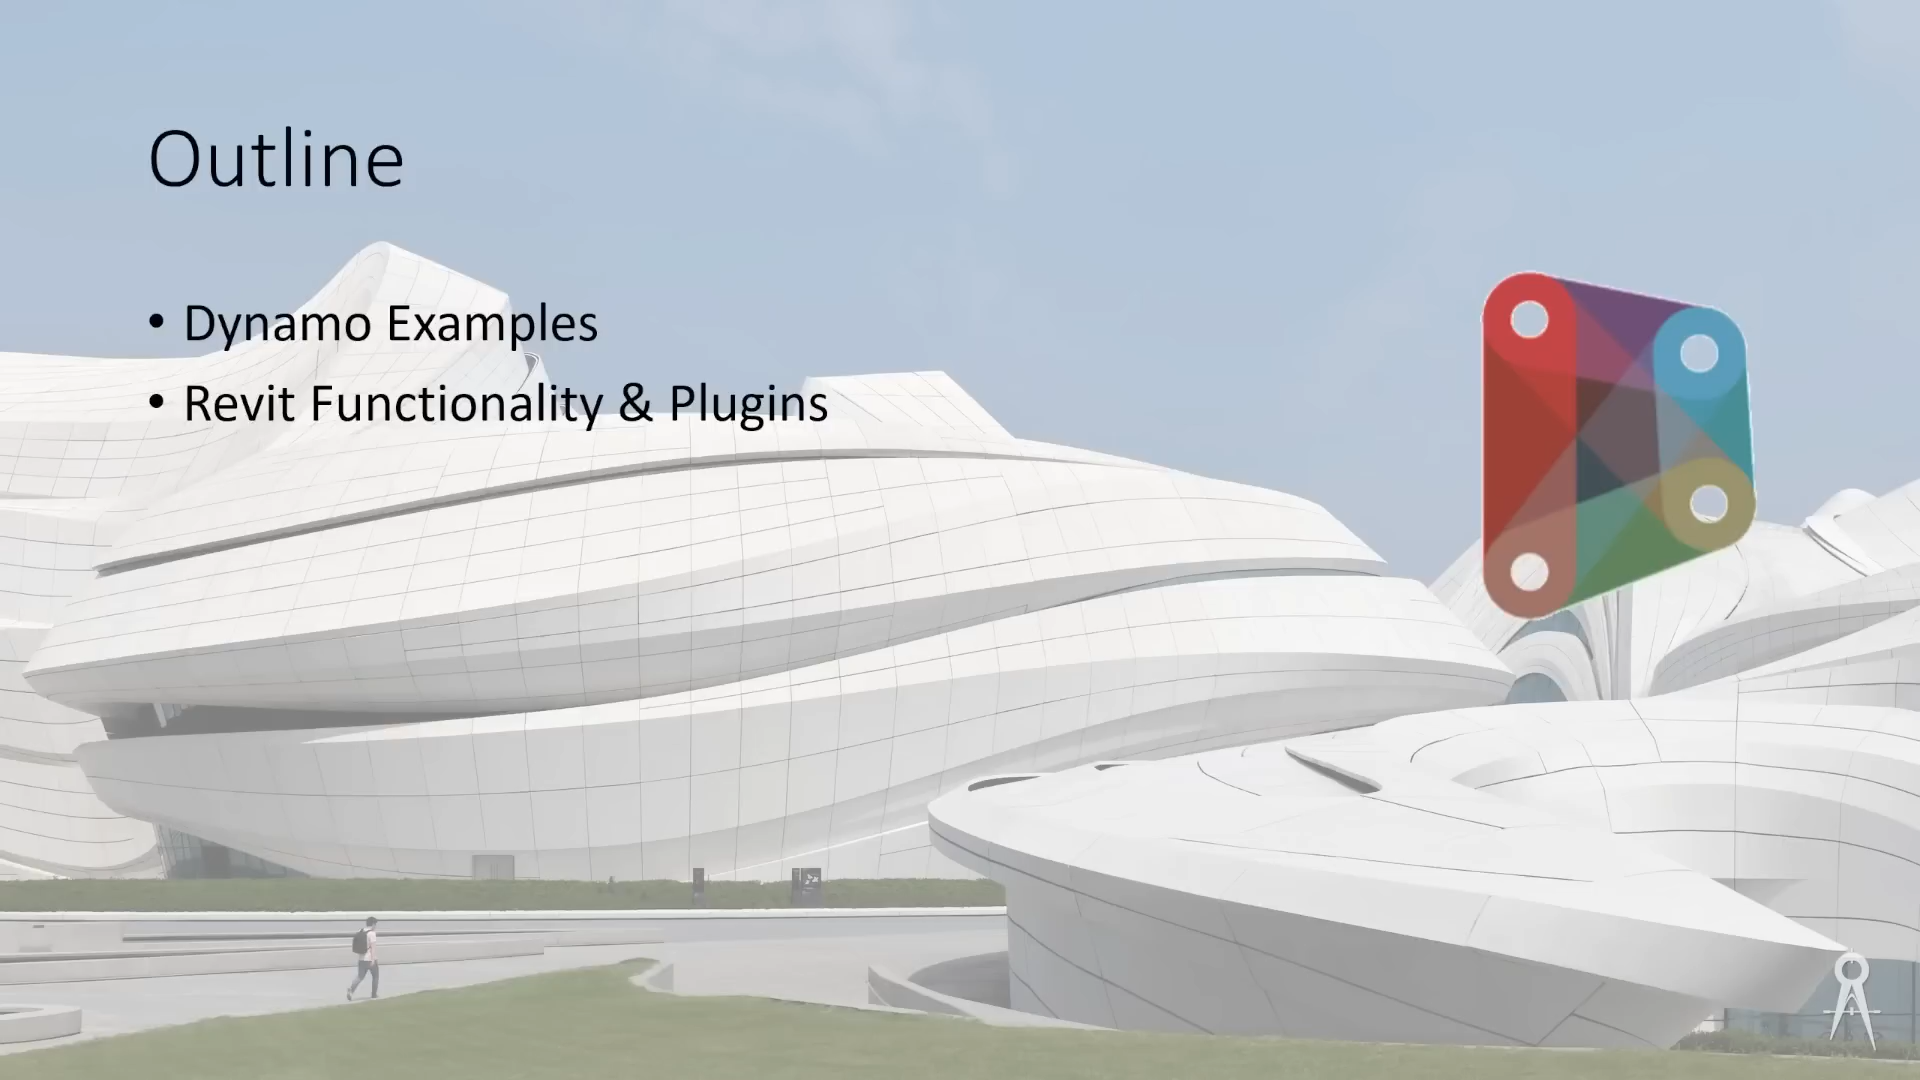 Outline
• Dynamo Examples
• Revit Functionality & Plugins